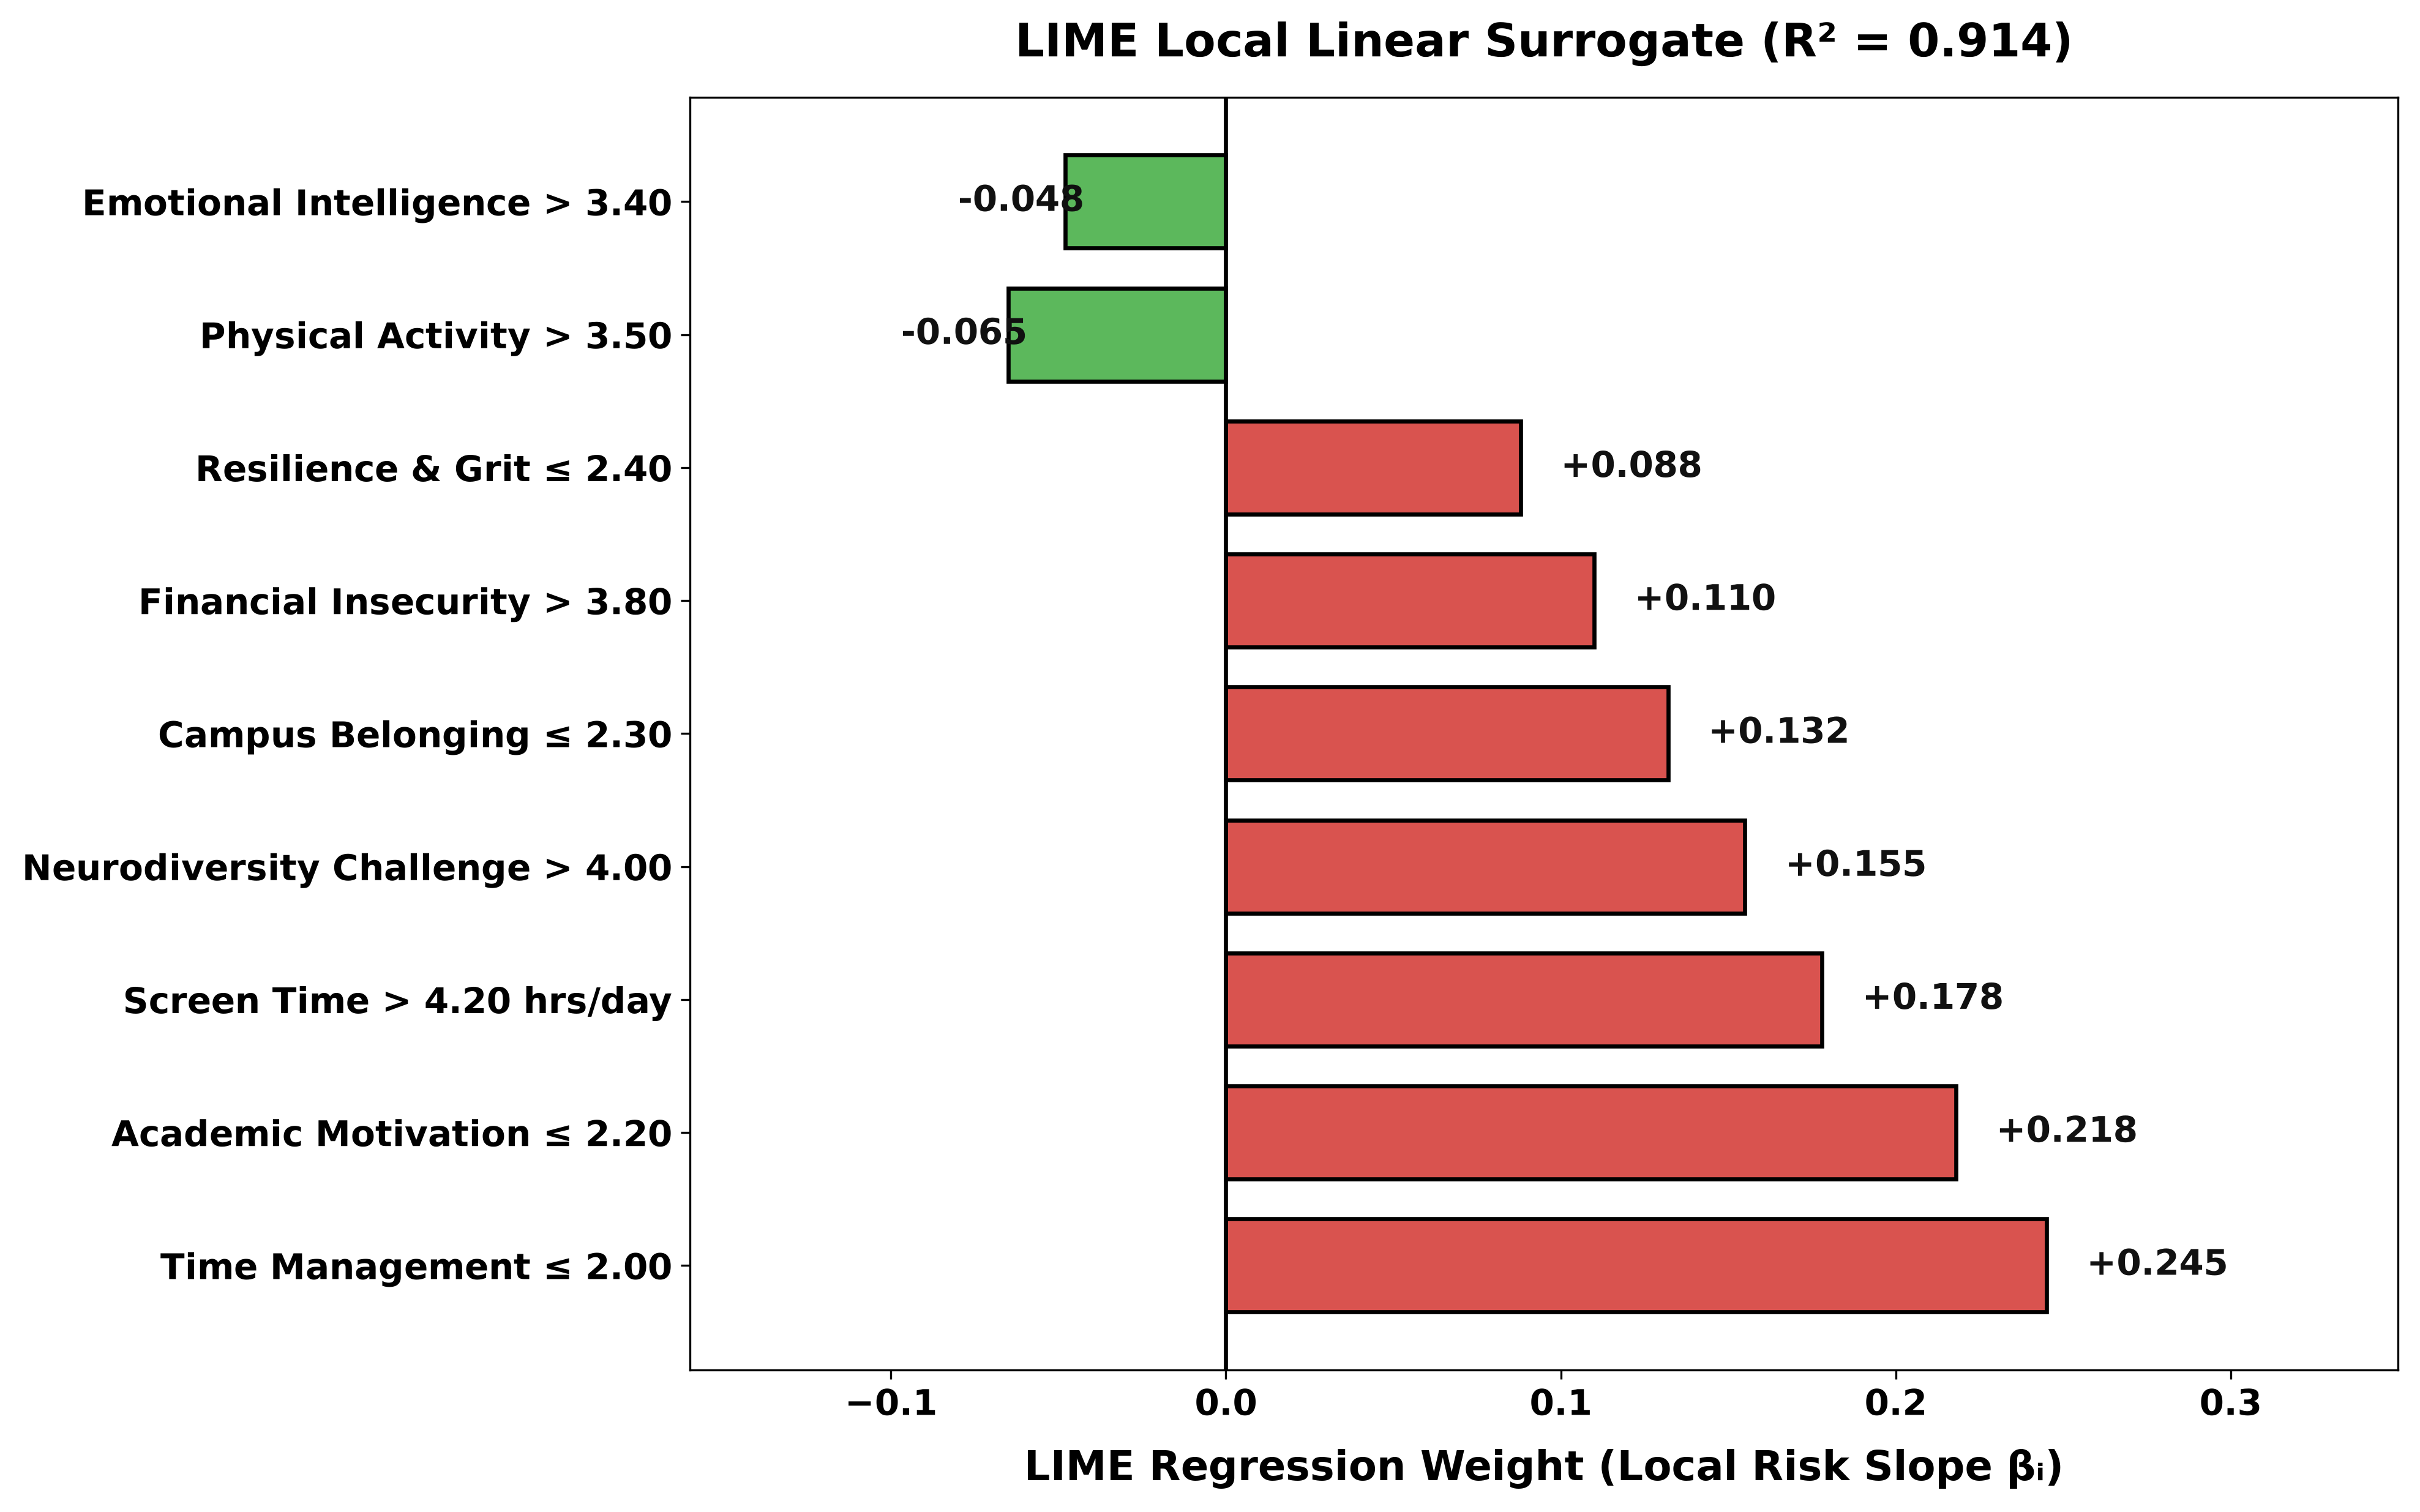 LIME Local Linear Surrogate (R² = 0.914)
Emotional Intelligence > 3.40
-0.048
Physical Activity > 3.50
-0.065
Resilience & Grit ≤ 2.40
+0.088
Financial Insecurity > 3.80
+0.110
Campus Belonging ≤ 2.30
+0.132
Neurodiversity Challenge > 4.00
+0.155
Screen Time > 4.20 hrs/day
+0.178
Academic Motivation ≤ 2.20
+0.218
Time Management ≤ 2.00
+0.245
−0.1 0.0 0.1 0.2 0.3
LIME Regression Weight (Local Risk Slope βᵢ)